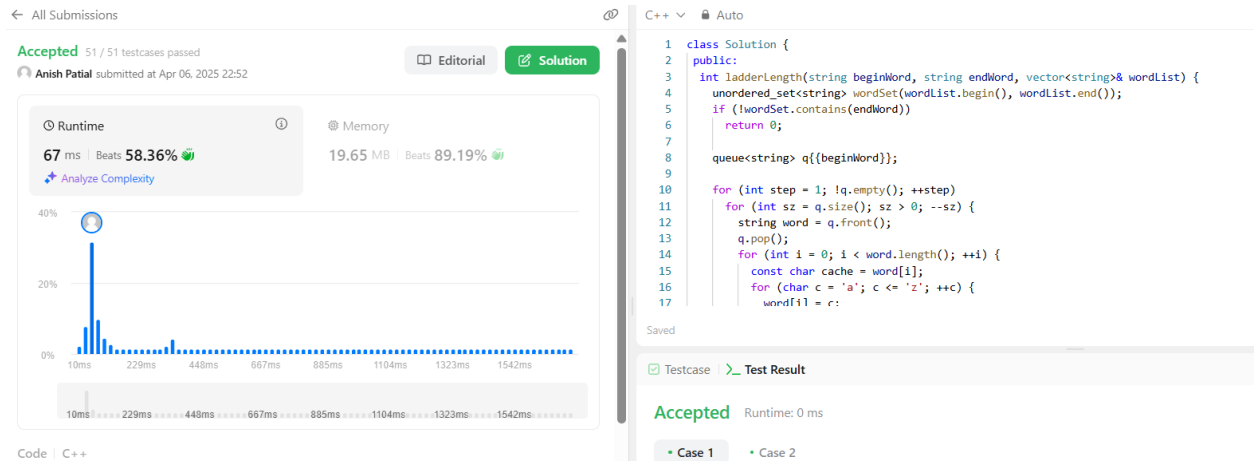 ← All Submissions
Accepted 51 / 51 testcases passed
Anish Patial submitted at Apr 06, 2025 22:52
Editorial
Solution
Runtime
67 ms Beats 58.36%
Analyze Complexity
Memory
19.65 MB Beats 89.19%
40%
20%
0%
10ms 229ms 448ms 667ms 885ms 1104ms 1323ms 1542ms
10ms 229ms 448ms 667ms 885ms 1104ms 1323ms 1542ms
Code C++
C++ Auto
1 class Solution {
2 public:
3 int ladderLength(string beginWord, string endWord, vector<string>& wordList) {
4 unordered_set<string> wordSet(wordList.begin(), wordList.end());
5 if (!wordSet.contains(endWord))
6 return 0;
7
8 queue<string> q{{beginWord}};
9
10 for (int step = 1; !q.empty(); ++step)
11 for (int sz = q.size(); sz > 0; --sz) {
12 string word = q.front();
13 q.pop();
14 for (int i = 0; i < word.length(); ++i) {
15 const char cache = word[i];
16 for (char c = 'a'; c <= 'z'; ++c) {
17 word[i] = c;
Saved
Testcase
Test Result
Accepted Runtime: 0 ms
• Case 1 • Case 2